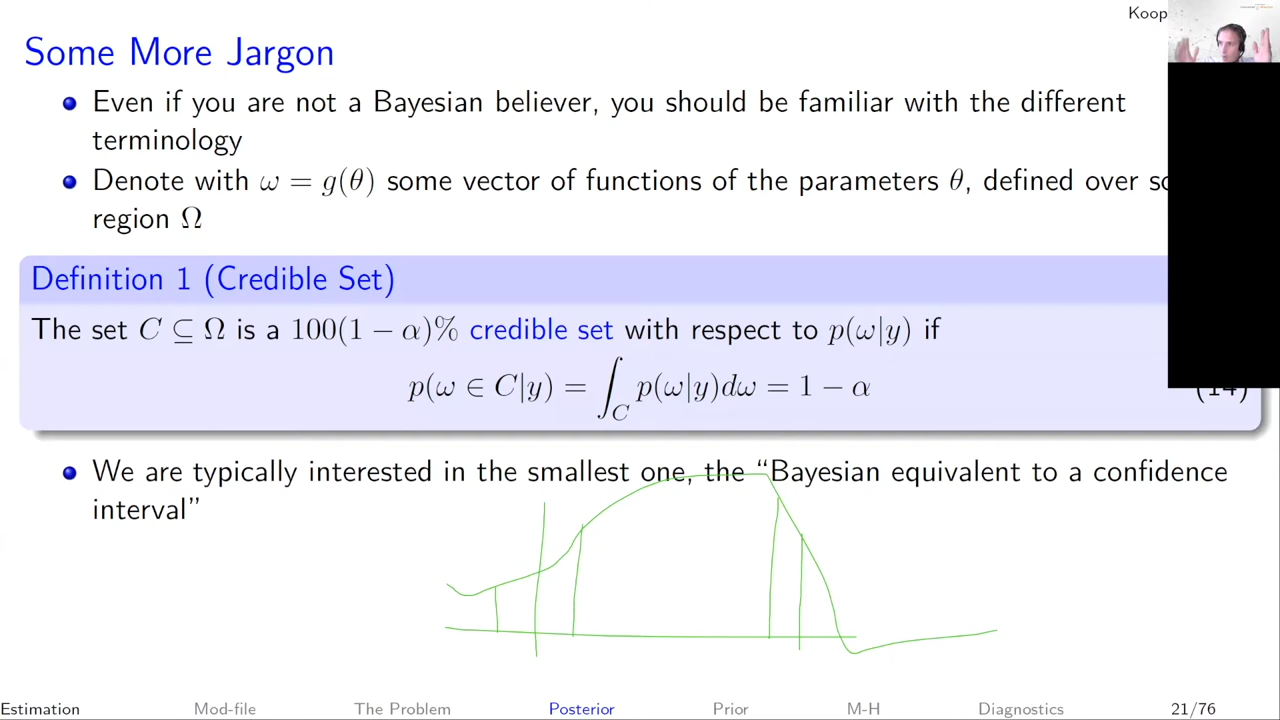 Koop
Some More Jargon
Even if you are not a Bayesian believer, you should be familiar with the different
terminology
Denote with ω = g(θ) some vector of functions of the parameters θ, defined over
region Ω
Definition 1 (Credible Set)
The set C ⊆ Ω is a 100(1 − α)% credible set with respect to p(ω|y) if
p(ω ∈ C|y) = ∫_C p(ω|y)dω = 1 − α (14)
We are typically interested in the smallest one, the “Bayesian equivalent to a confidence
interval”
Estimation Mod-file The Problem Posterior Prior M-H Diagnostics 21/76